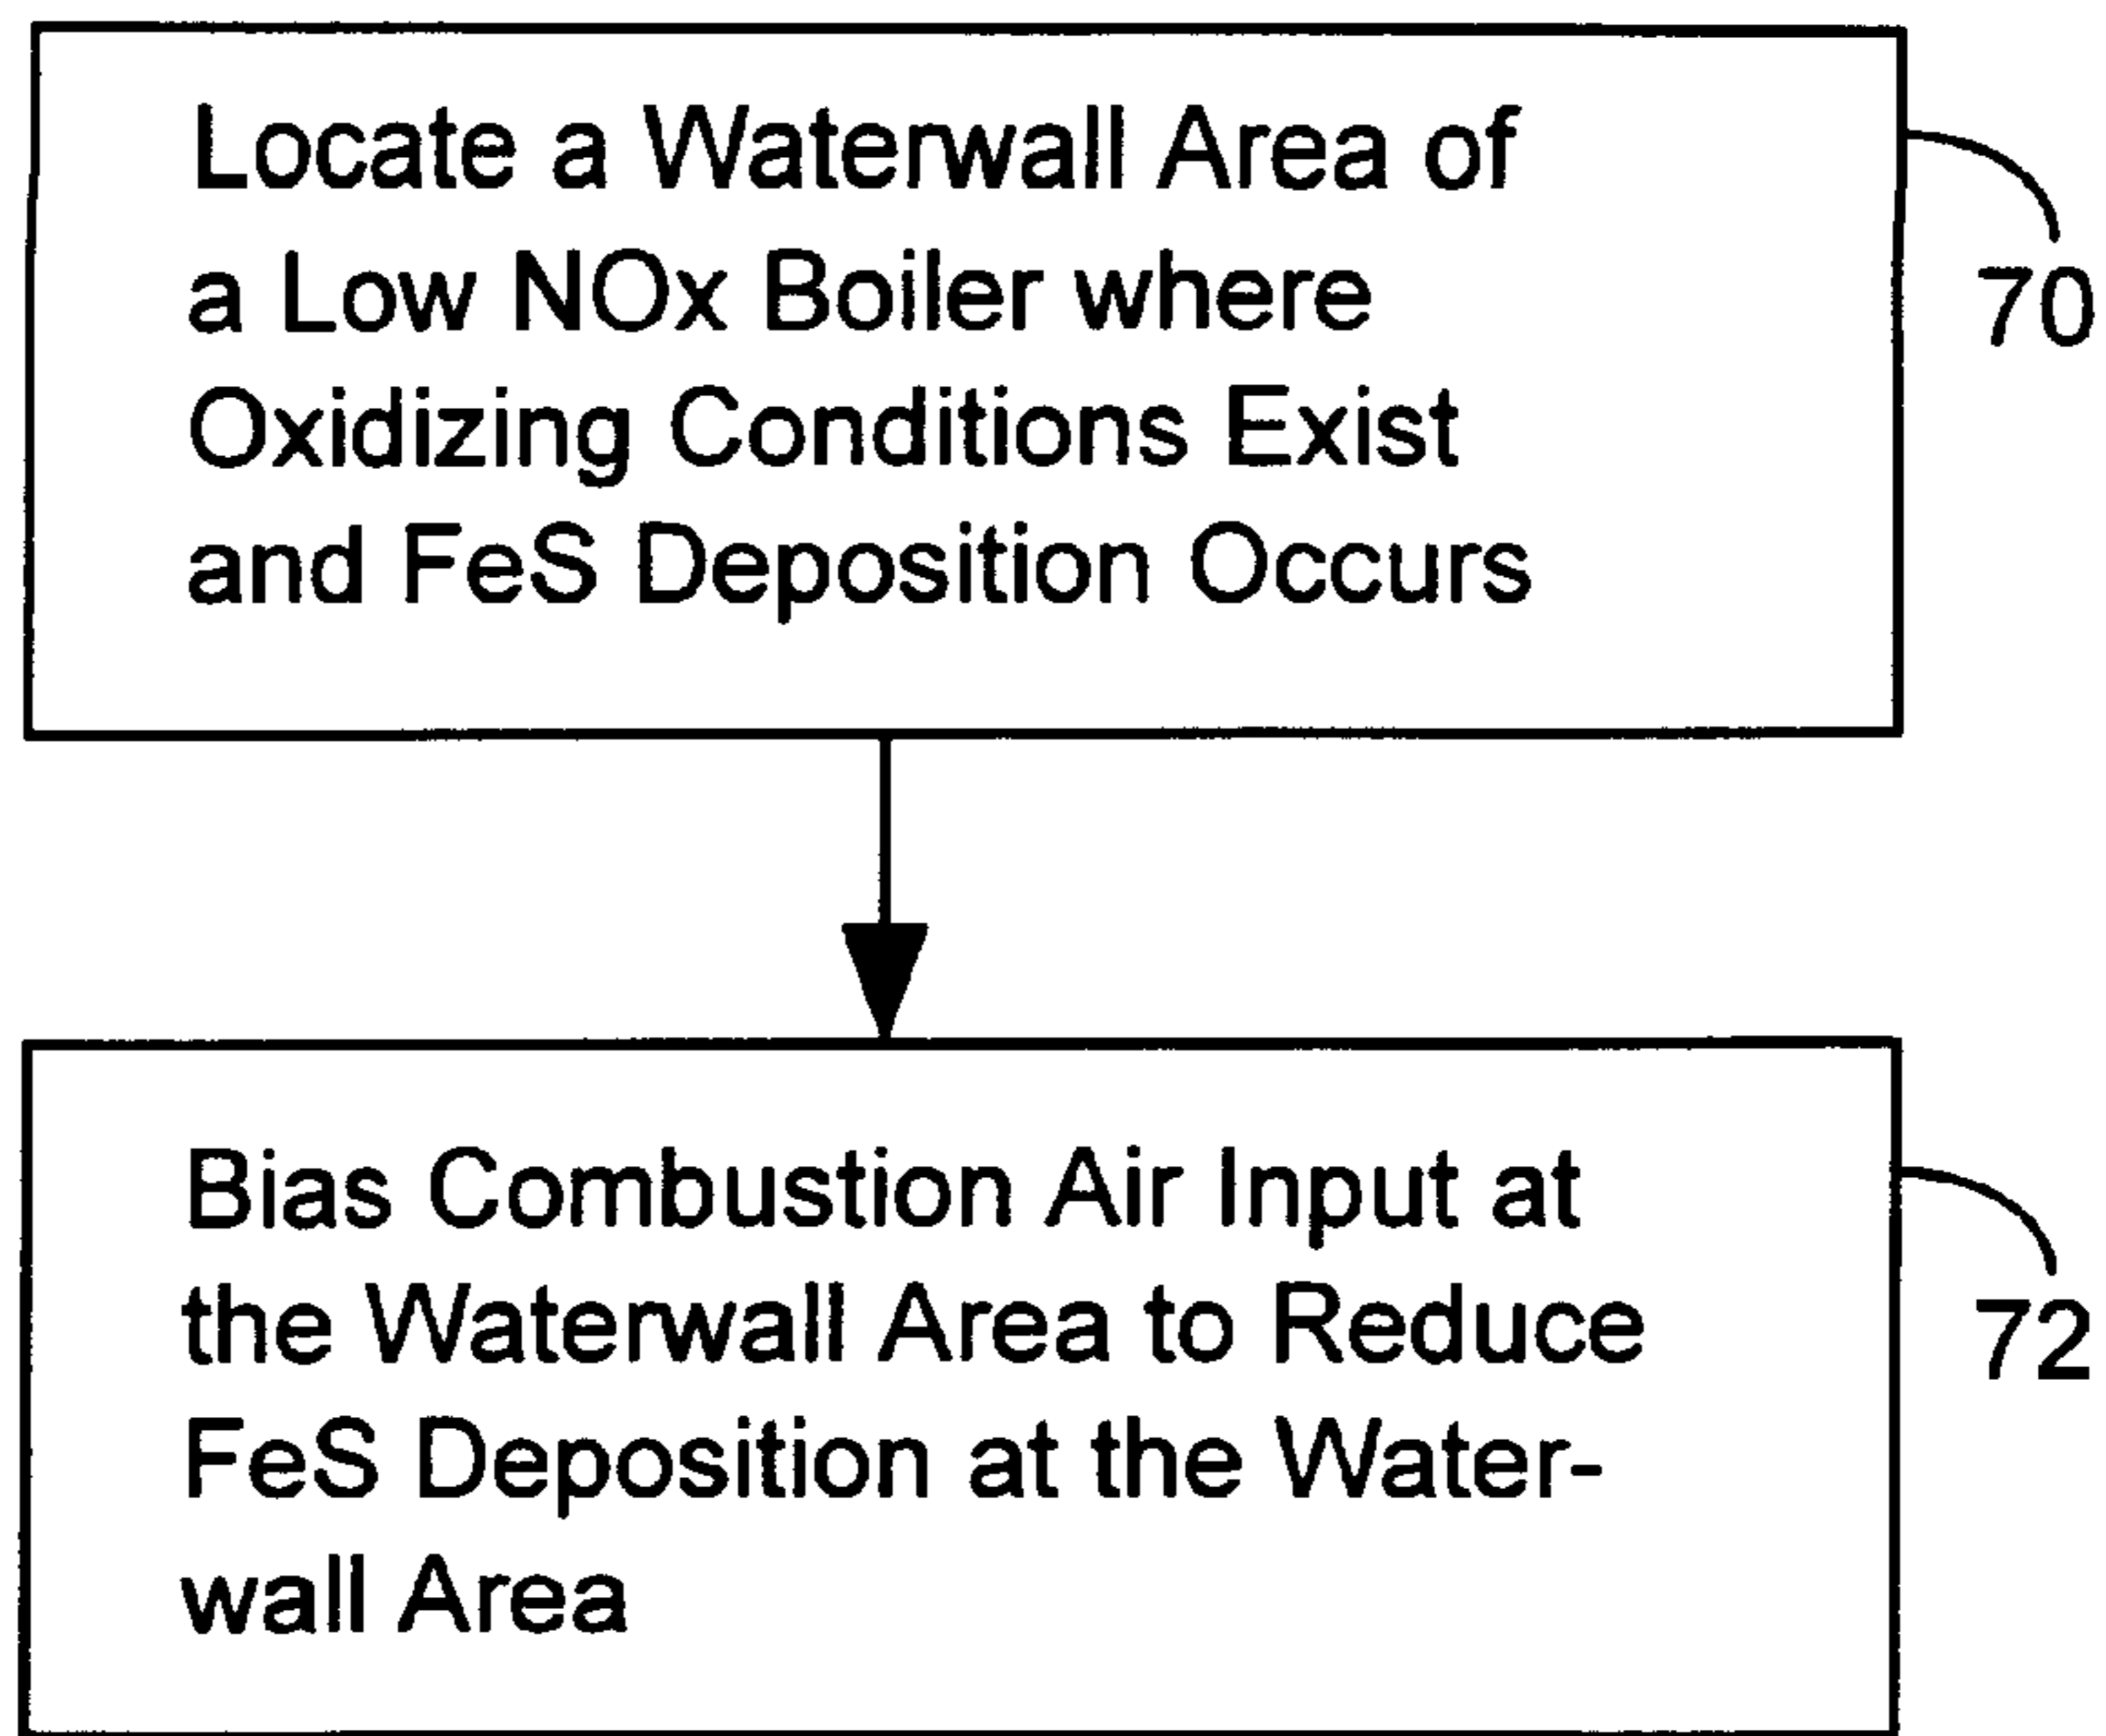 Locate a Waterwall Area of
a Low NOx Boiler where
Oxidizing Conditions Exist
and FeS Deposition Occurs
70
Bias Combustion Air Input at
the Waterwall Area to Reduce
FeS Deposition at the Water-
wall Area
72